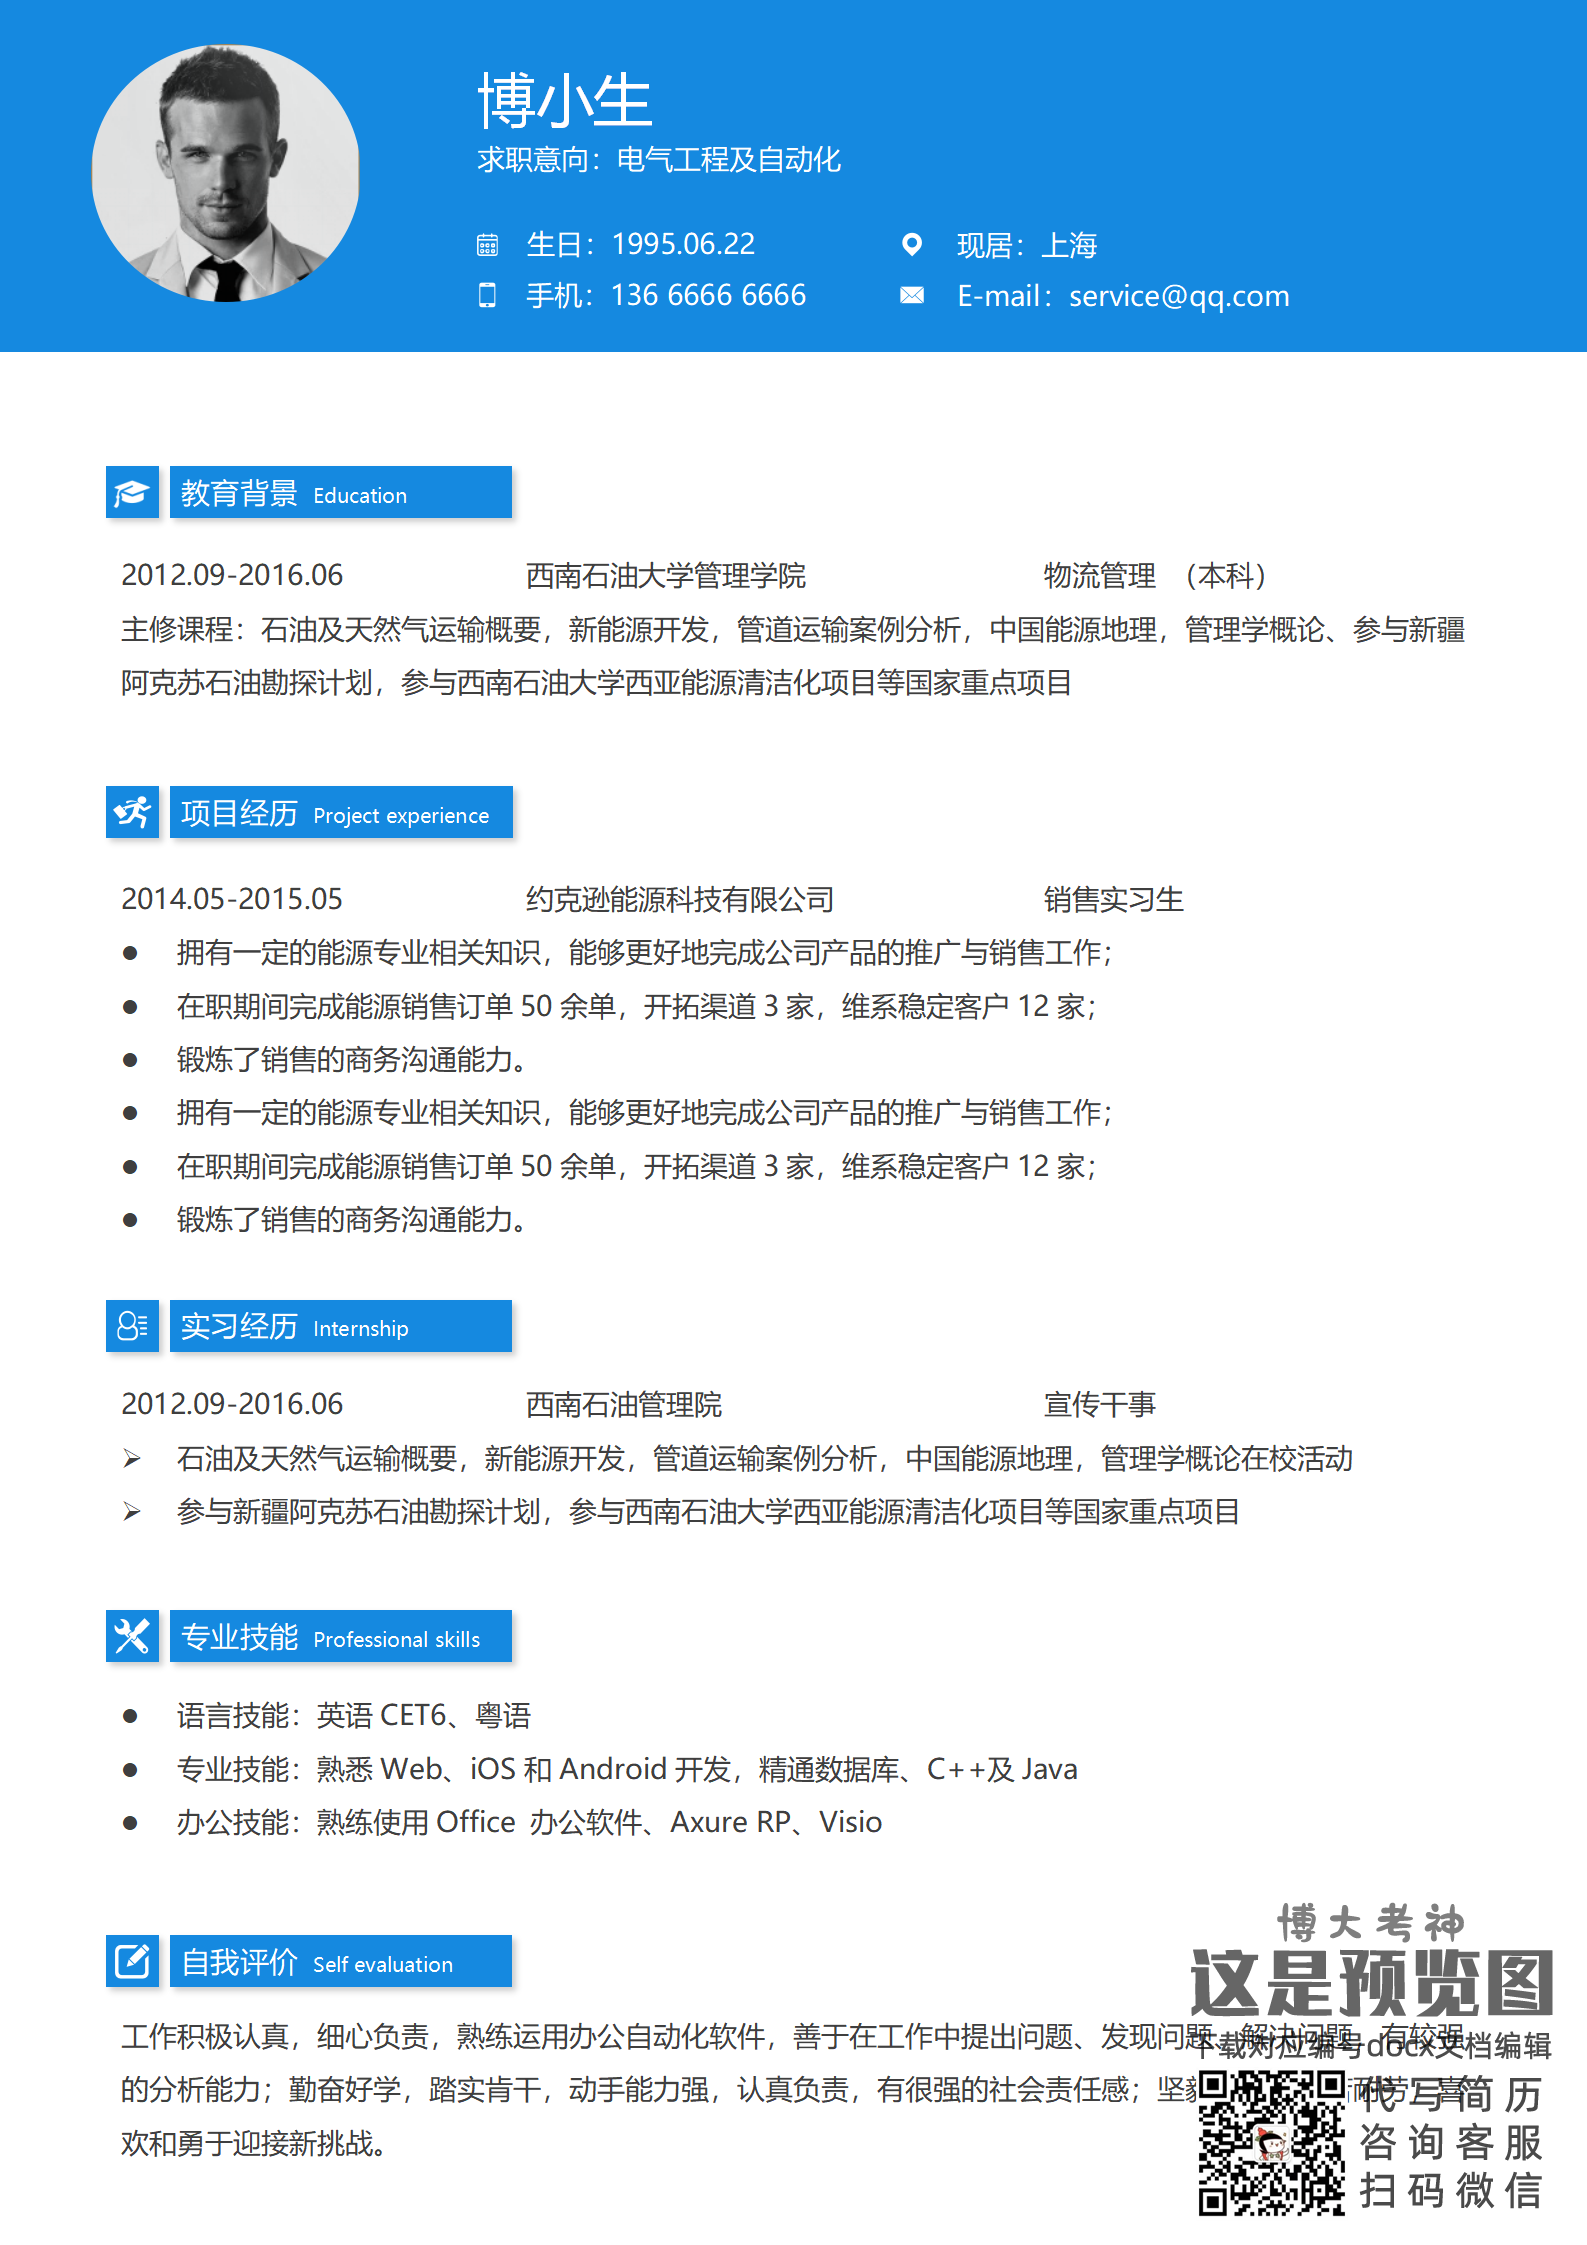 博小生
求职意向：电气工程及自动化
生日：1995.06.22
现居：上海
手机：136 6666 6666
E-mail：service@qq.com
教育背景 Education
2012.09-2016.06 西南石油大学管理学院 物流管理 （本科）
主修课程：石油及天然气运输概要，新能源开发，管道运输案例分析，中国能源地理，管理学概论、参与新疆
阿克苏石油勘探计划，参与西南石油大学西亚能源清洁化项目等国家重点项目
项目经历 Project experience
2014.05-2015.05 约克逊能源科技有限公司 销售实习生
● 拥有一定的能源专业相关知识，能够更好地完成公司产品的推广与销售工作；
● 在职期间完成能源销售订单 50 余单，开拓渠道 3 家，维系稳定客户 12 家；
● 锻炼了销售的商务沟通能力。
● 拥有一定的能源专业相关知识，能够更好地完成公司产品的推广与销售工作；
● 在职期间完成能源销售订单 50 余单，开拓渠道 3 家，维系稳定客户 12 家；
● 锻炼了销售的商务沟通能力。
实习经历 Internship
2012.09-2016.06 西南石油管理院 宣传干事
➢ 石油及天然气运输概要，新能源开发，管道运输案例分析，中国能源地理，管理学概论在校活动
➢ 参与新疆阿克苏石油勘探计划，参与西南石油大学西亚能源清洁化项目等国家重点项目
专业技能 Professional skills
● 语言技能：英语 CET6、粤语
● 专业技能：熟悉 Web、iOS 和 Android 开发，精通数据库、C++及 Java
● 办公技能：熟练使用 Office 办公软件、Axure RP、Visio
自我评价 Self evaluation
工作积极认真，细心负责，熟练运用办公自动化软件，善于在工作中提出问题、发现问题、解决问题，有较强
的分析能力；勤奋好学，踏实肯干，动手能力强，认真负责，有很强的社会责任感；坚毅 耐劳，喜
欢和勇于迎接新挑战。
博大考神
这是预览图
下载对应编号docx文档编辑
代写简历
咨询客服
扫码微信